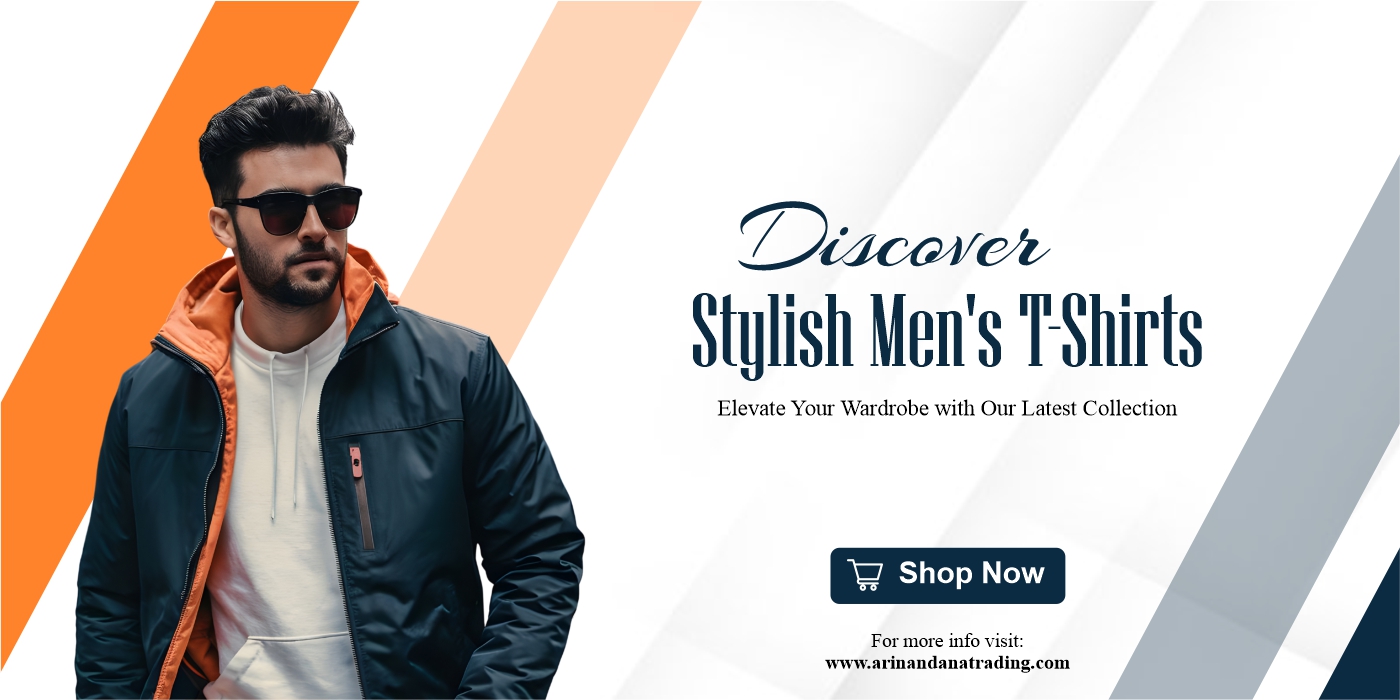 Discover
Stylish Men's T-Shirts
Elevate Your Wardrobe with Our Latest Collection
Shop Now
For more info visit:
www.arinandanatrading.com